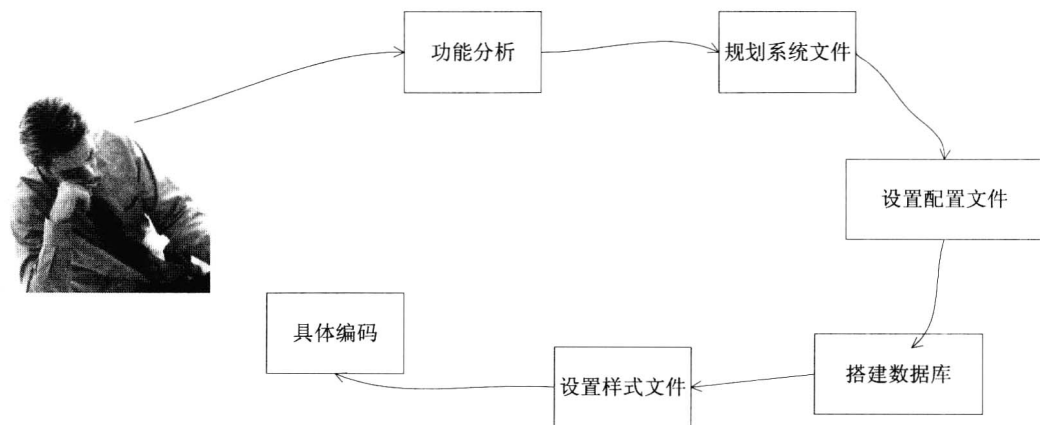 功能分析
规划系统文件
设置配置文件
搭建数据库
设置样式文件
具体编码